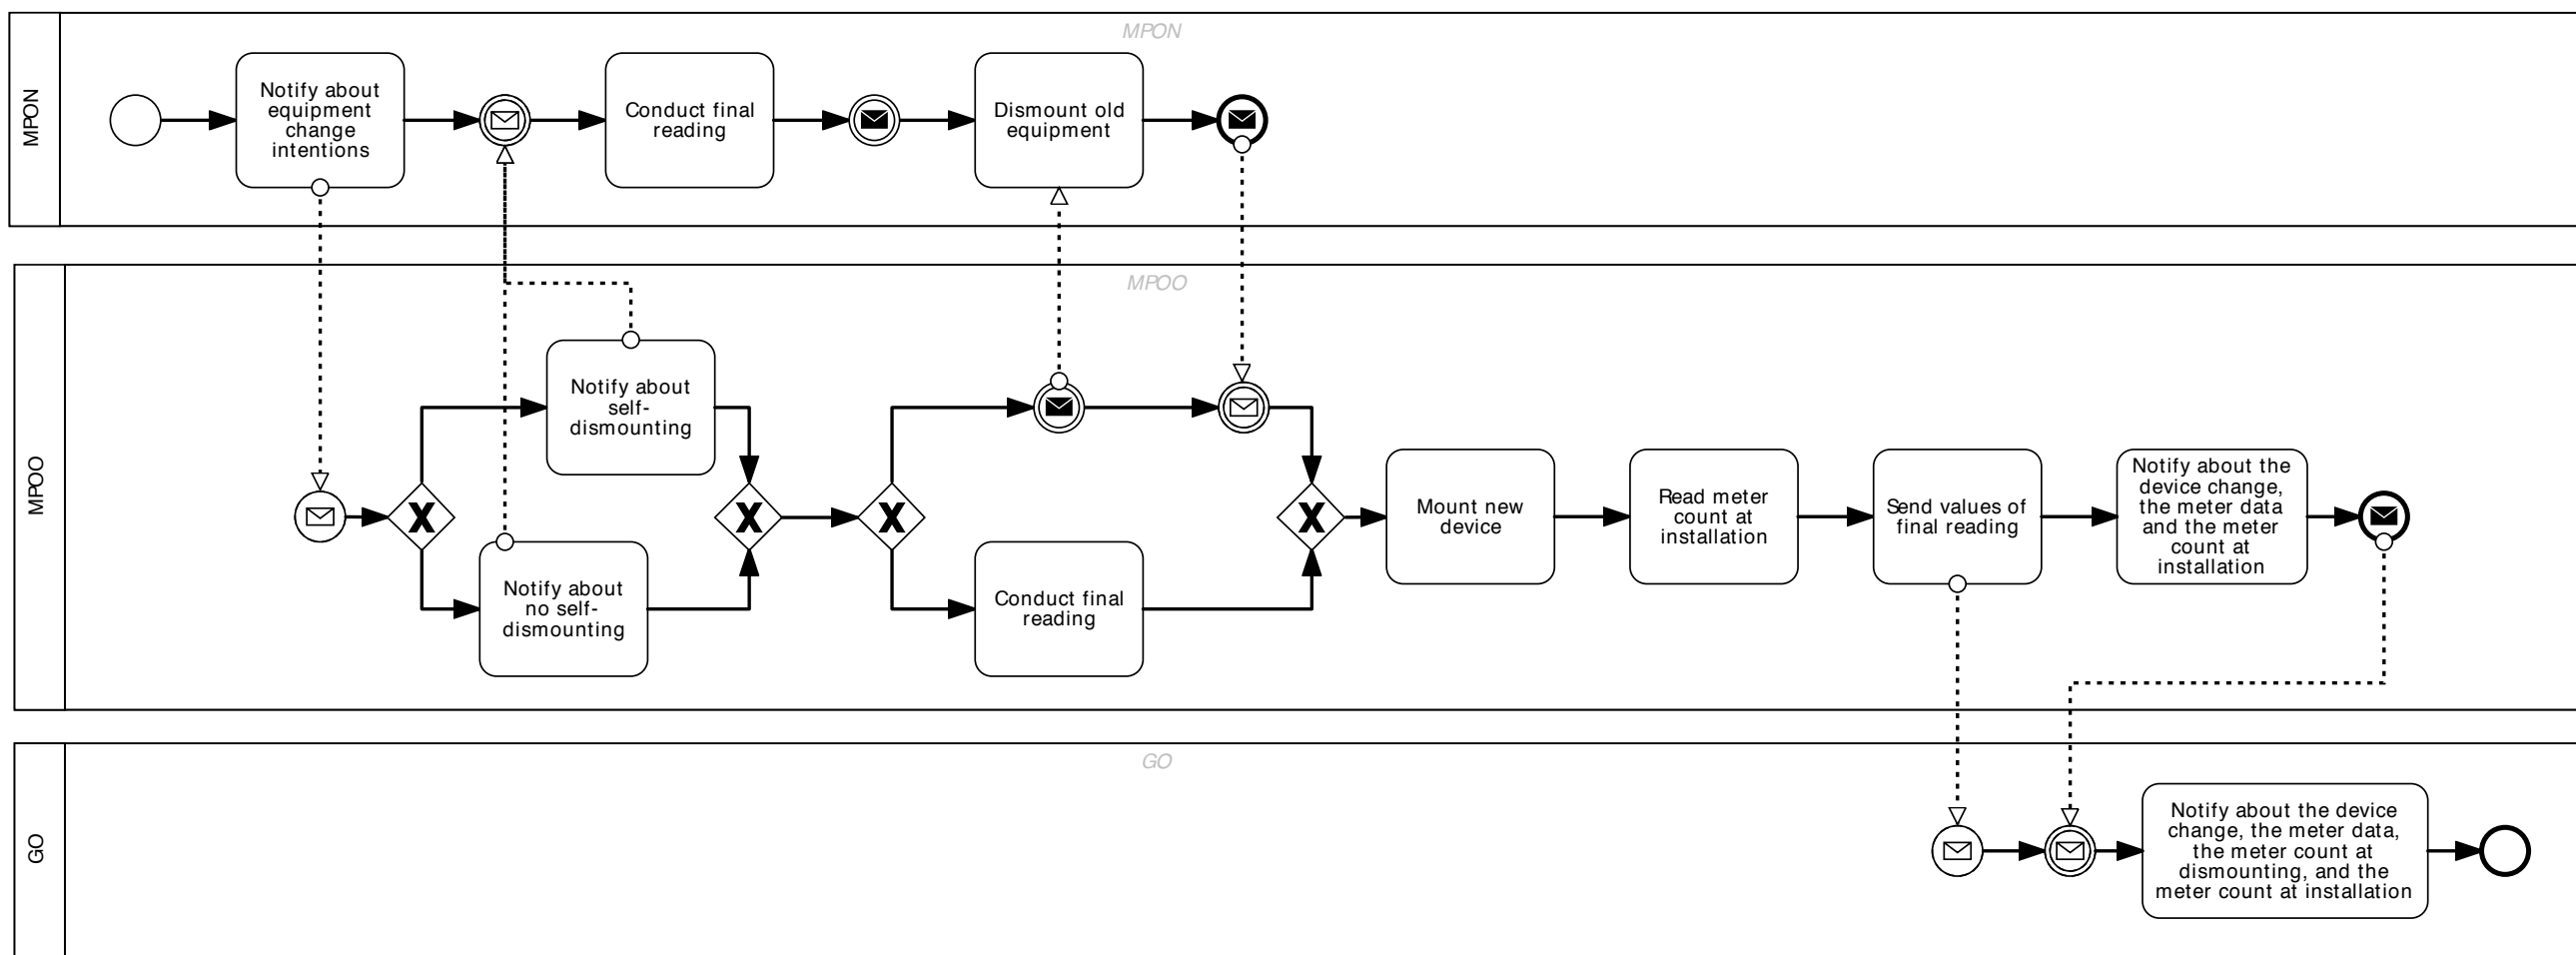 MPON
MPON
Notify about
equipment
change
intentions
Conduct final
reading
Dismount old
equipment
MPOO
MPOO
Notify about
self-
dismounting
Notify about
no self-
dismounting
Conduct final
reading
Mount new
device
Read meter
count at
installation
Send values of
final reading
Notify about the
device change,
the meter data
and the meter
count at
installation
GO
GO
Notify about the device
change, the meter data,
the meter count at
dismounting, and the
meter count at installation